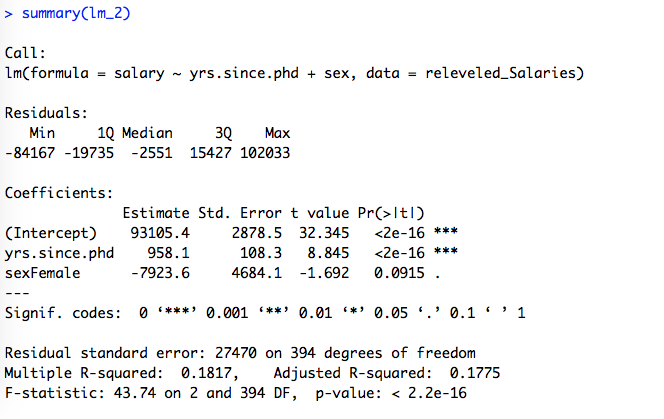 > summary(lm_2)
Call:
lm(formula = salary ~ yrs.since.phd + sex, data = releveled_Salaries)
Residuals:
   Min     1Q Median     3Q    Max
-84167 -19735  -2551  15427 102033
Coefficients:
              Estimate Std. Error t value Pr(>|t|)
(Intercept)    93105.4     2878.5  32.345   <2e-16 ***
yrs.since.phd    958.1      108.3   8.845   <2e-16 ***
sexFemale      -7923.6     4684.1  -1.692   0.0915 .
---
Signif. codes:  0 ‘***’ 0.001 ‘**’ 0.01 ‘*’ 0.05 ‘.’ 0.1 ‘ ’ 1
Residual standard error: 27470 on 394 degrees of freedom
Multiple R-squared:  0.1817,    Adjusted R-squared:  0.1775
F-statistic: 43.74 on 2 and 394 DF,  p-value: < 2.2e-16